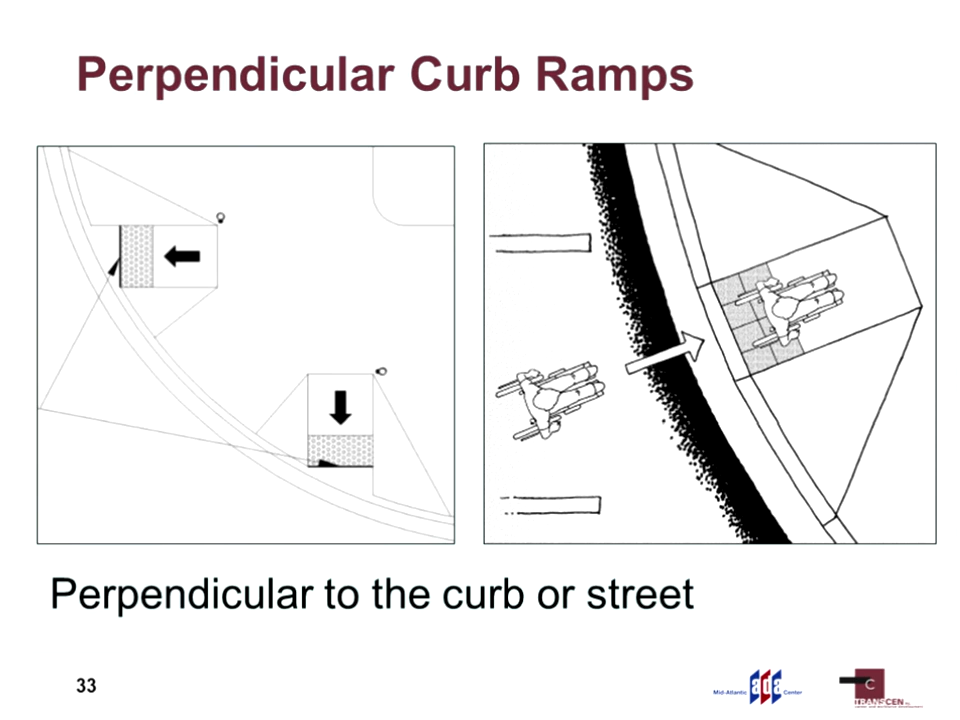 Perpendicular Curb Ramps
Perpendicular to the curb or street
33
Mid-Atlantic ada Center
C
TRANSCEN